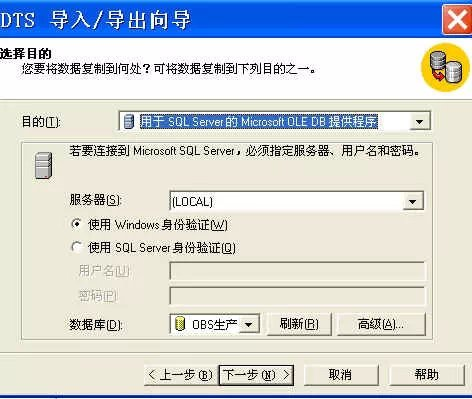 DTS 导入/导出向导
选择目的
您要将数据复制到何处？可将数据复制到下列目的之一。
目的(T): 用于 SQL Server 的 Microsoft OLE DB 提供程序
若要连接到 Microsoft SQL Server，必须指定服务器、用户名和密码。
服务器(S): (LOCAL)
使用 Windows 身份验证(W)
使用 SQL Server 身份验证(Q)
用户名(U)
密码(P)
数据库(D): OBS生产 刷新(R) 高级(A)...
< 上一步(B) 下一步(N) > 取消 帮助